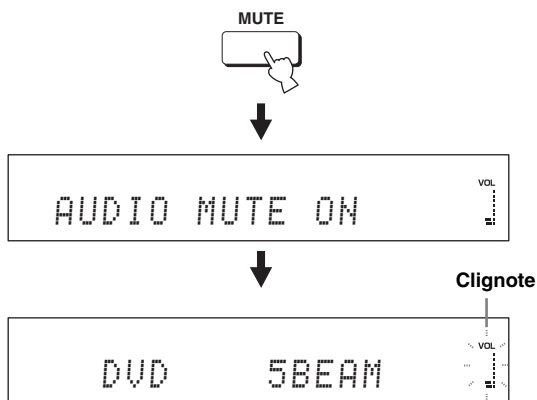 MUTE
VOL
AUDIO MUTE ON
Clignote
VOL
DVD 5BEAM